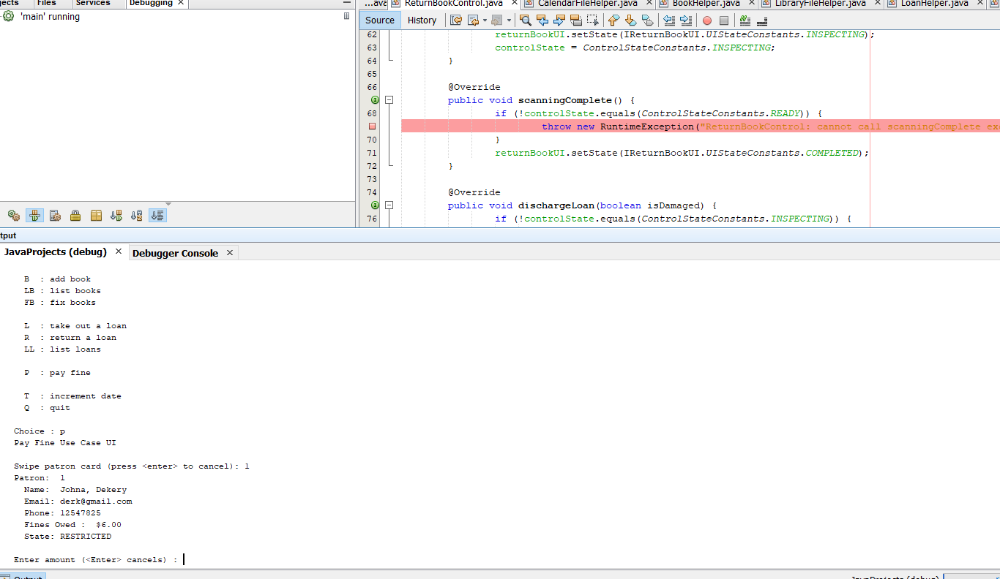 jects Files Services Debugging
'main' running
...ava ReturnBookControl.java CalendarFileHelper.java BookHelper.java LibraryFileHelper.java LoanHelper.java
Source History
62 returnBookUI.setState(IReturnBookUI.UIStateConstants.INSPECTING);
63 controlState = ControlStateConstants.INSPECTING;
64 }
65
66 @Override
public void scanningComplete() {
68 if (!controlState.equals(ControlStateConstants.READY)) {
throw new RuntimeException("ReturnBookControl: cannot call scanningComplete exc
70 }
71 returnBookUI.setState(IReturnBookUI.UIStateConstants.COMPLETED);
72 }
73
74 @Override
public void dischargeLoan(boolean isDamaged) {
76 if (!controlState.equals(ControlStateConstants.INSPECTING)) {
tput
JavaProjects (debug) Debugger Console
B : add book
LB : list books
FB : fix books
L : take out a loan
R : return a loan
LL : list loans
P : pay fine
T : increment date
Q : quit
Choice : p
Pay Fine Use Case UI
Swipe patron card (press <enter> to cancel): 1
Patron: 1
Name: Johna, Dekery
Email: derk@gmail.com
Phone: 12547825
Fines Owed : $6.00
State: RESTRICTED
Enter amount (<Enter> cancels) :
Output JavaProjects (debug)